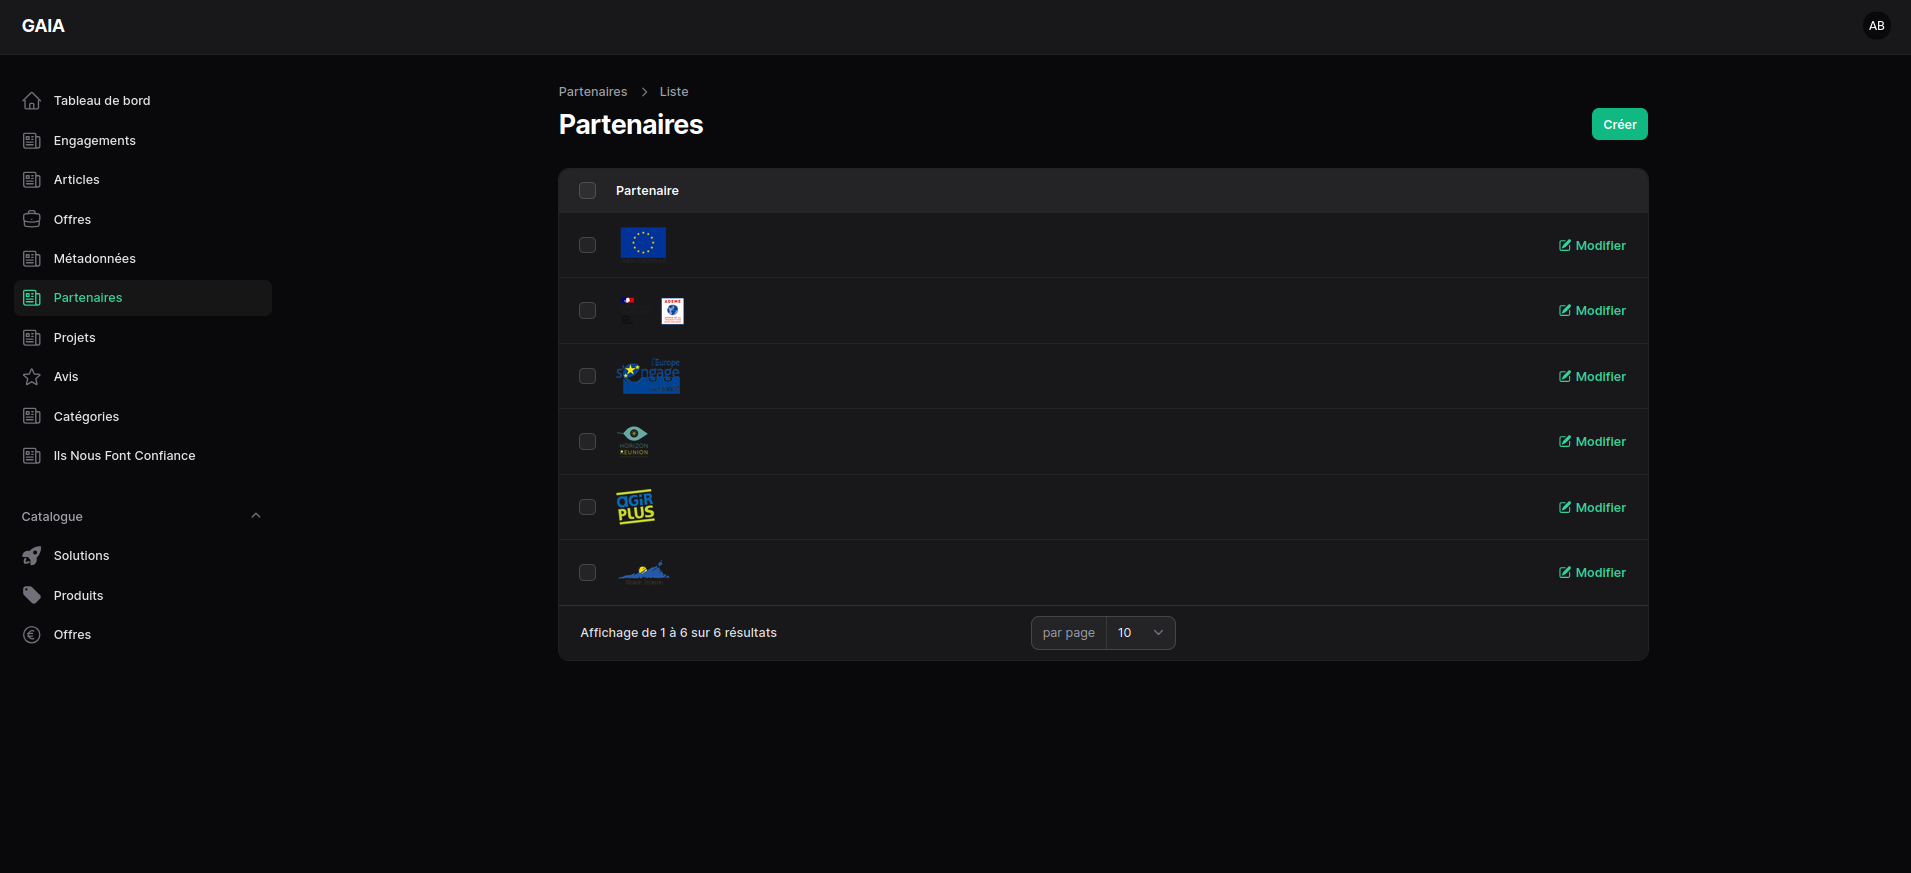 GAIA
AB
Tableau de bord
Engagements
Articles
Offres
Métadonnées
Partenaires
Projets
Avis
Catégories
Ils Nous Font Confiance
Catalogue
Solutions
Produits
Offres
Partenaires > Liste
Partenaires
Créer
Partenaire
Modifier
ADEME
Modifier
l'Europe
s'engage
Modifier
HORIZON
REUNION
Modifier
AGIR
PLUS
Modifier
Modifier
Affichage de 1 à 6 sur 6 résultats
par page 10